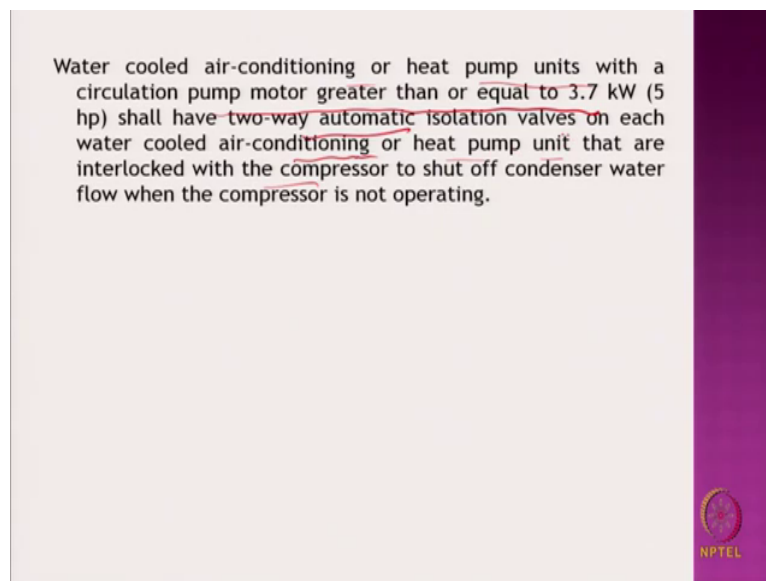 Water cooled air-conditioning or heat pump units with a
circulation pump motor greater than or equal to 3.7 kW (5
hp) shall have two-way automatic isolation valves on each
water cooled air-conditioning or heat pump unit that are
interlocked with the compressor to shut off condenser water
flow when the compressor is not operating.
NPTEL